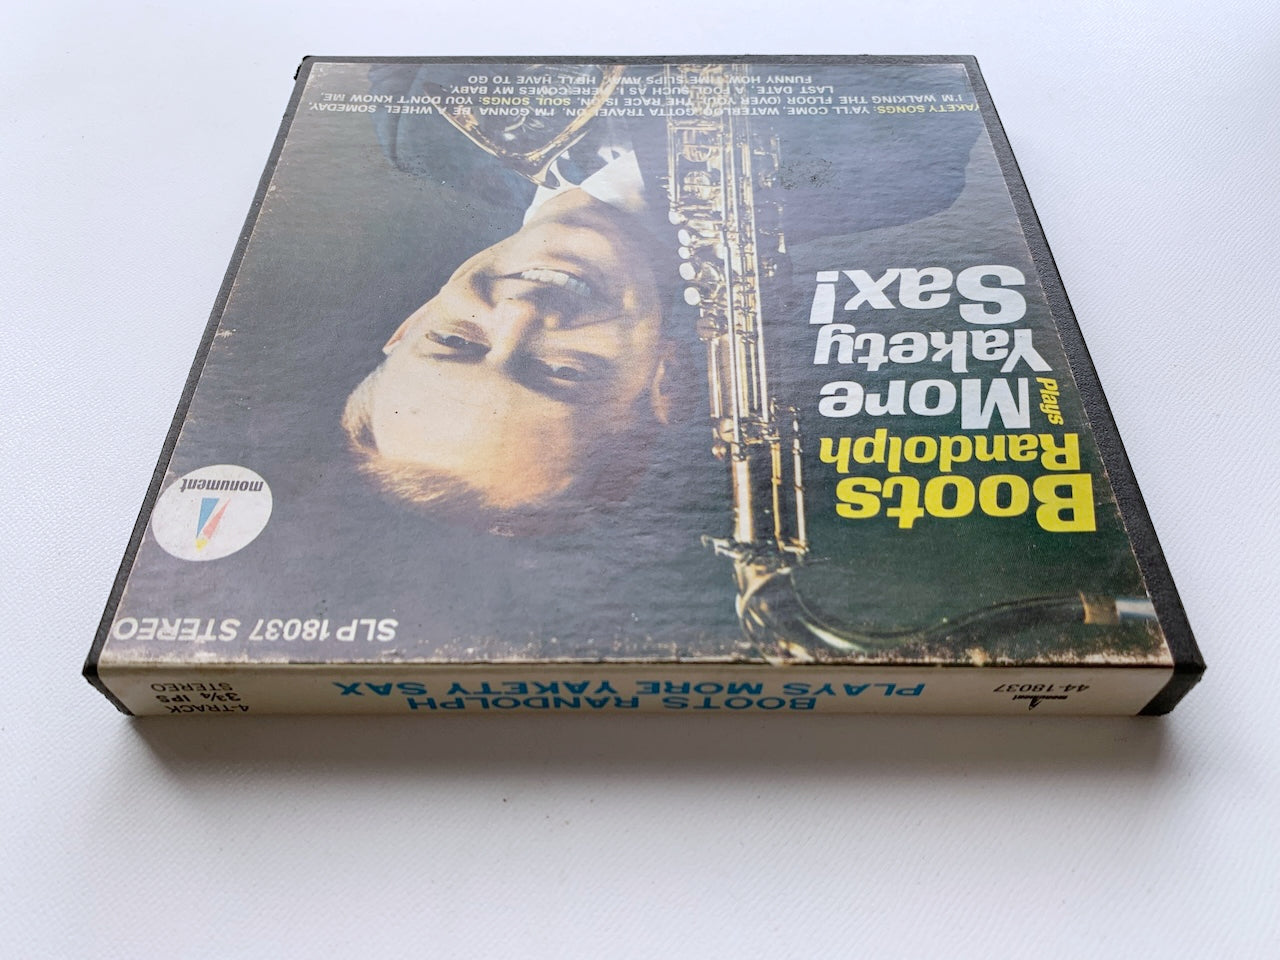 SLP 18037 STEREO
monument
Boots
Randolph
Plays
More
Yakety
Sax!
YAKETY SONGS: YA'LL COME, WATERLOO, GOTTA TRAVEL ON, I'M GONNA BE A WHEEL SOMEDAY,
I'M WALKING THE FLOOR (OVER YOU), THE RACE IS ON, SOUL SONGS: YOU DON'T KNOW ME,
LAST DATE, A FOOL SUCH AS I, HERE COMES MY BABY,
FUNNY HOW TIME SLIPS AWAY, HE'LL HAVE TO GO
monument
44-18037
BOOTS RANDOLPH
PLAYS MORE YAKETY SAX
4-TRACK
3¾ IPS
STEREO